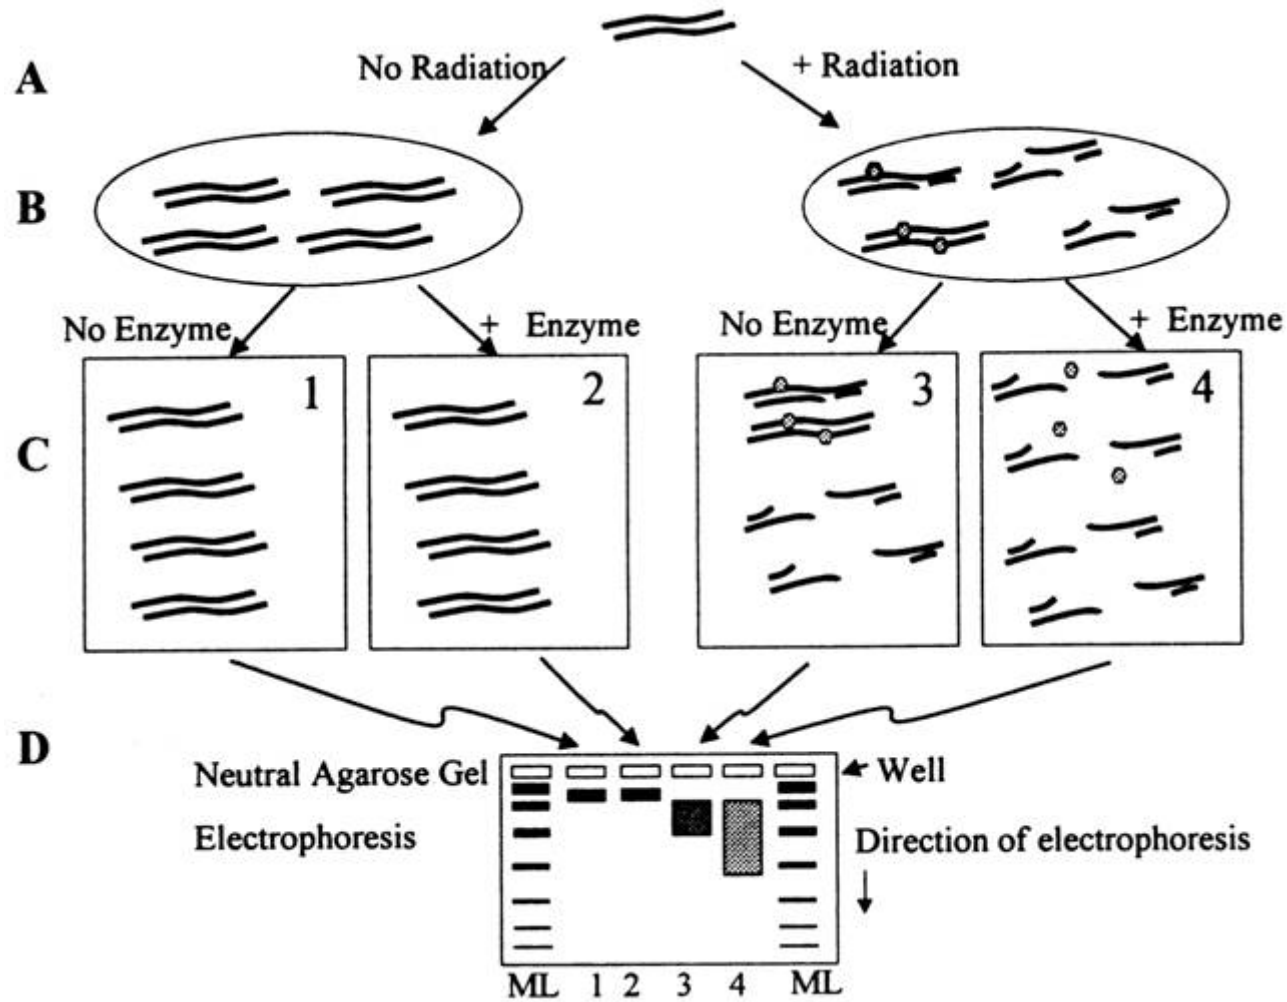 A
No Radiation
+ Radiation
B
No Enzyme
+ Enzyme
No Enzyme
+ Enzyme
C
1
2
3
4
D
Neutral Agarose Gel
Electrophoresis
Well
Direction of electrophoresis
ML 1 2 3 4 ML